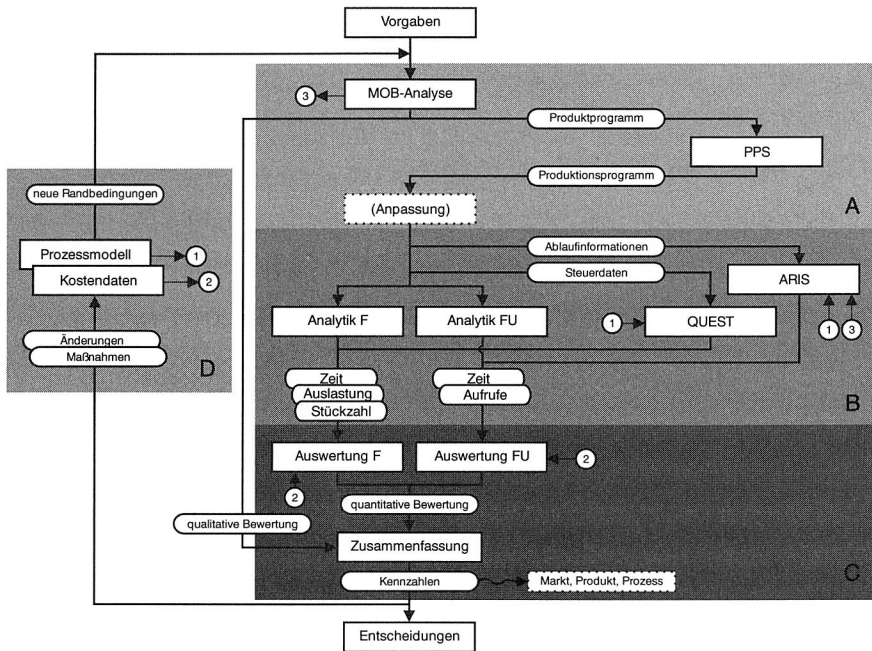 Vorgaben
3
MOB-Analyse
Produktprogramm
PPS
Produktionsprogramm
neue Randbedingungen
(Anpassung)
A
Ablaufinformationen
Prozessmodell
1
Steuerdaten
Kostendaten
2
ARIS
Analytik F
Analytik FU
1
QUEST
1
3
Änderungen
Maßnahmen
D
Zeit
Auslastung
Stückzahl
Zeit
Aufrufe
B
Auswertung F
Auswertung FU
2
2
quantitative Bewertung
qualitative Bewertung
Zusammenfassung
C
Kennzahlen
Markt, Produkt, Prozess
Entscheidungen